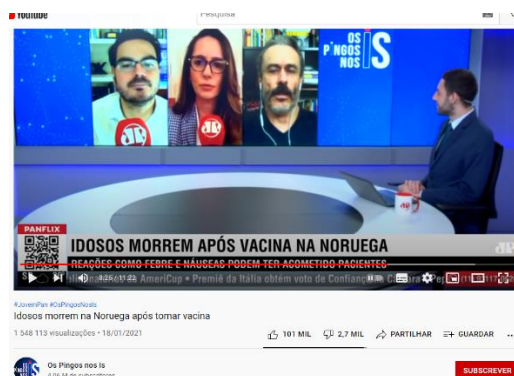 YouTube
Pesquisa
OS
P'NGOS
NOS
IS
PANFLIX
IDOSOS MORREM APÓS VACINA NA NORUEGA
REAÇÕES COMO FEBRE E NÁUSEAS PODEM TER ACOMETIDO PACIENTES
AmeriCup • Premiê da Itália obtém voto de Confiança
#JovemPan #OsPingosNosIs
Idosos morrem na Noruega após tomar vacina
1 548 113 visualizações • 18/01/2021
101 MIL
2,7 MIL
PARTILHAR
GUARDAR
...
Os Pingos nos Is
SUBSCREVER